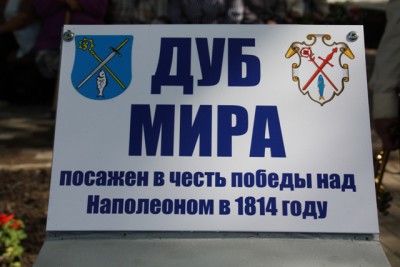 ДУБ
МИРА
посажен в честь победы над
Наполеоном в 1814 году